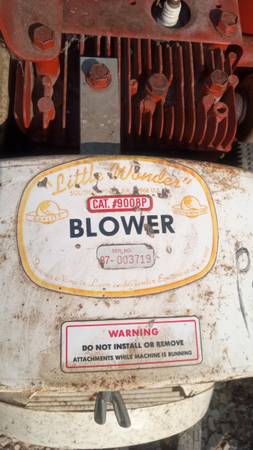 "Little Wonder"
CAT. #9008P
BLOWER
SER. NO.
87-003719
WARNING
DO NOT INSTALL OR REMOVE
ATTACHMENTS WHILE MACHINE IS RUNNING